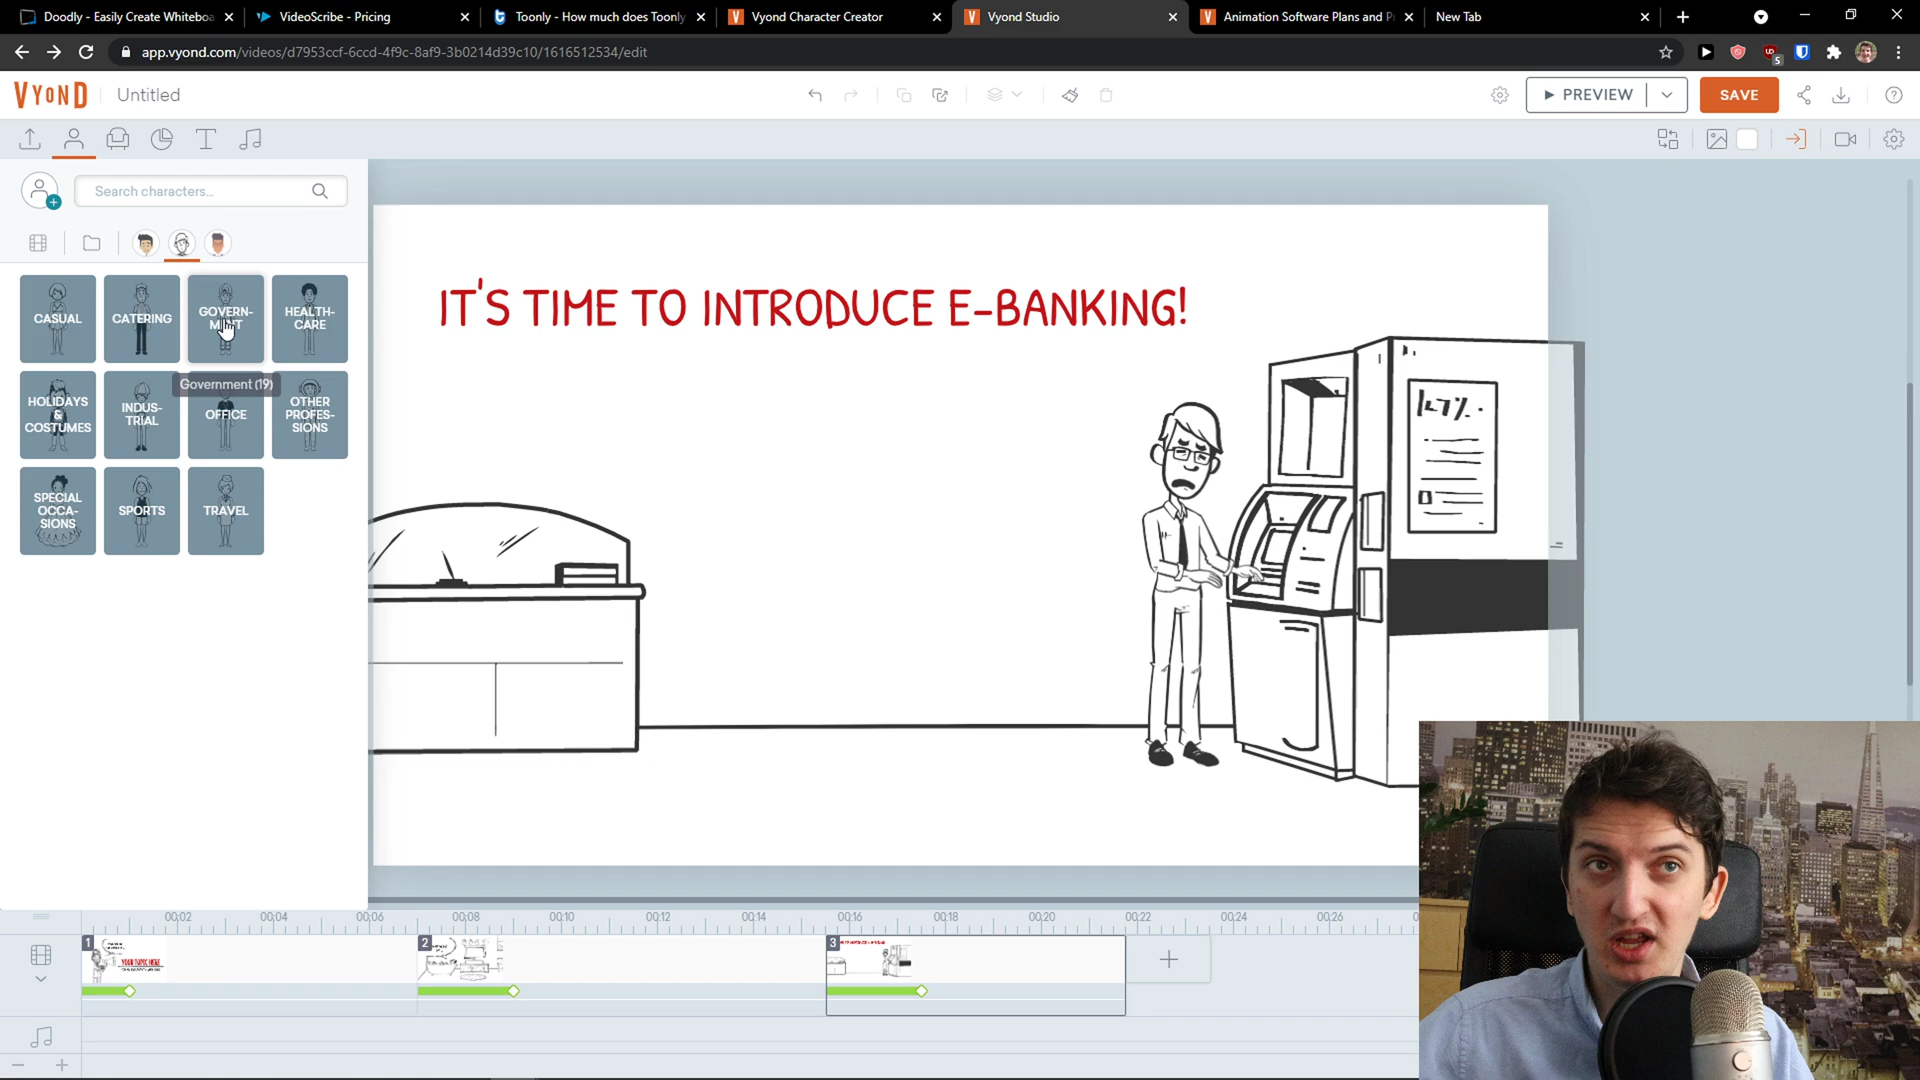 Doodly - Easily Create Whiteboa
VideoScribe - Pricing
Toonly - How much does Toonly
Vyond Character Creator
Vyond Studio
Animation Software Plans and P
New Tab
app.vyond.com/videos/d7953ccf-6ccd-4f9c-8af9-3b0214d39c10/1616512534/edit
5
VYOND
Untitled
PREVIEW
SAVE
Search characters...
CASUAL
CATERING
GOVERN-
MENT
HEALTH-
CARE
Government (19)
HOLIDAYS
&
COSTUMES
INDUS-
TRIAL
OFFICE
OTHER
PROFES-
SIONS
SPECIAL
OCCA-
SIONS
SPORTS
TRAVEL
IT'S TIME TO INTRODUCE E-BANKING!
00:02
00:04
00:06
00:08
00:10
00:12
00:14
00:16
00:18
00:20
00:22
00:24
00:26
1
YOUR TOPIC HERE
2
3